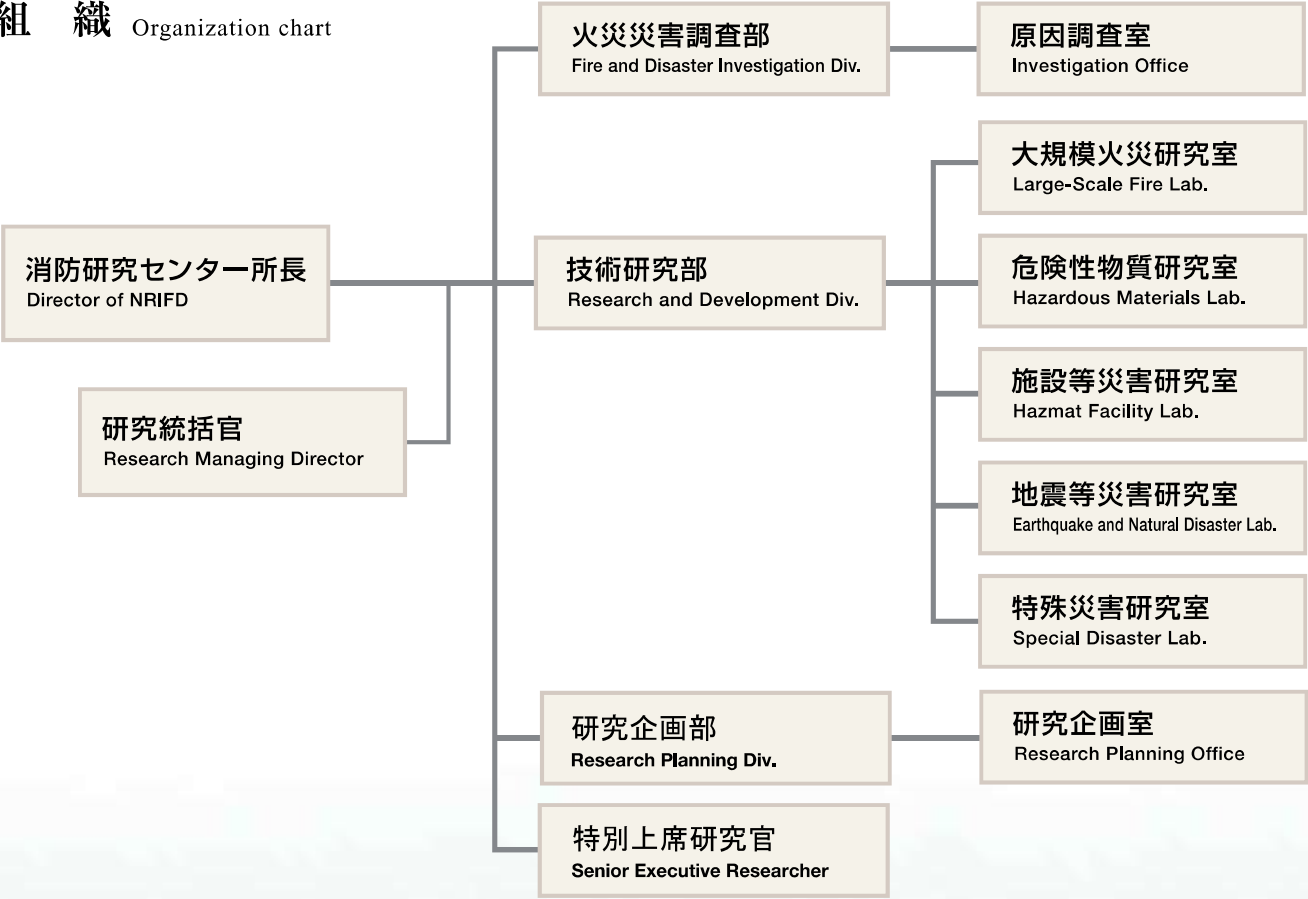 組 織 Organization chart
火災災害調査部
Fire and Disaster Investigation Div.
原因調査室
Investigation Office
大規模火災研究室
Large-Scale Fire Lab.
消防研究センター所長
Director of NRIFD
技術研究部
Research and Development Div.
危険性物質研究室
Hazardous Materials Lab.
施設等災害研究室
Hazmat Facility Lab.
研究統括官
Research Managing Director
地震等災害研究室
Earthquake and Natural Disaster Lab.
特殊災害研究室
Special Disaster Lab.
研究企画部
Research Planning Div.
研究企画室
Research Planning Office
特別上席研究官
Senior Executive Researcher